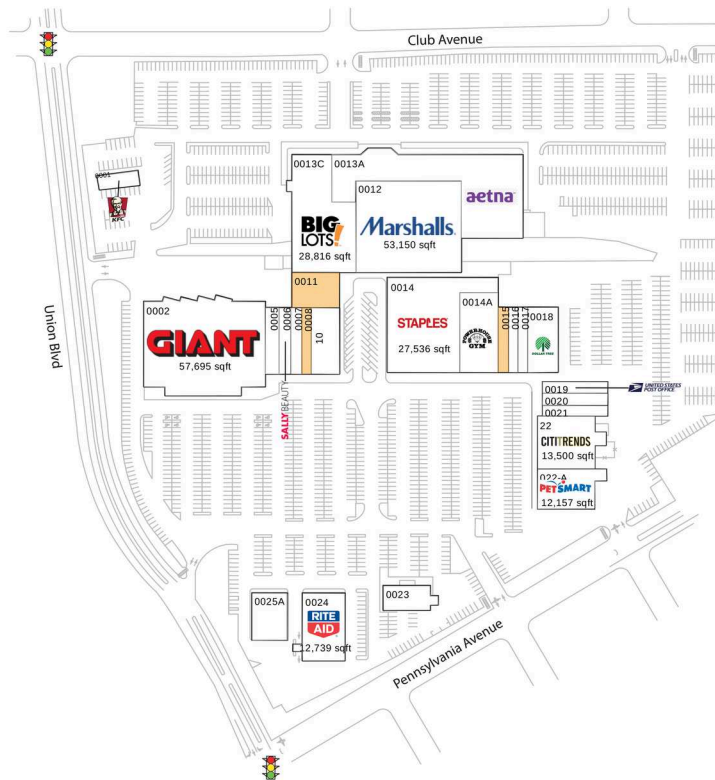 Club Avenue
0013C
0013A
0012
0001
KFC
BIG
LOTS!
28,816 sqft
Marshalls.
53,150 sqft
aetna
0011
0014
0014A
0002
GIANT
57,695 sqft
0005
0006
0007
0008
10
STAPLES
27,536 sqft
POWERHOUSE
GYM
0015
0016
0017
0018
DOLLAR TREE
Union Blvd
SALLY BEAUTY
0019
UNITED STATES
POST OFFICE
0020
0021
22
CITITRENDS
13,500 sqft
022-A
PETSMART
12,157 sqft
0025A
0024
RITE
AID
12,739 sqft
0023
Pennsylvania Avenue